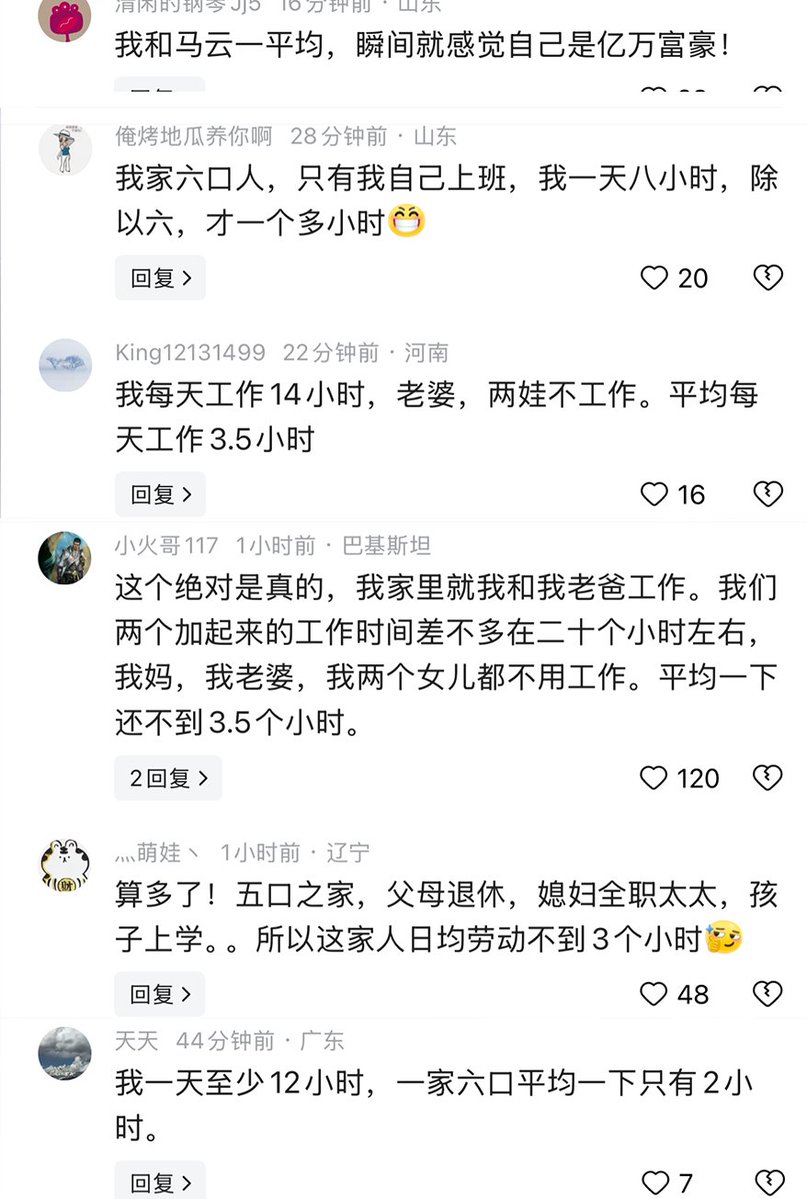 清闲的钢琴Jj5 16分钟前·山东
我和马云一平均，瞬间就感觉自己是亿万富豪！
俺烤地瓜养你啊 28分钟前·山东
我家六口人，只有我自己上班，我一天八小时，除
以六，才一个多小时😁
回复 > 20
King12131499 22分钟前·河南
我每天工作14小时，老婆，两娃不工作。平均每
天工作3.5小时
回复 > 16
小火哥117 1小时前·巴基斯坦
这个绝对是真的，我家里就我和我老爸工作。我们
两个加起来的工作时间差不多在二十个小时左右，
我妈，我老婆，我两个女儿都不用工作。平均一下
还不到3.5个小时。
2回复 > 120
灬萌娃丶 1小时前·辽宁
算多了！五口之家，父母退休，媳妇全职太太，孩
子上学。。所以这家人日均劳动不到3个小时
回复 > 48
天天 44分钟前·广东
我一天至少12小时，一家六口平均一下只有2小
时。
回复 > 7